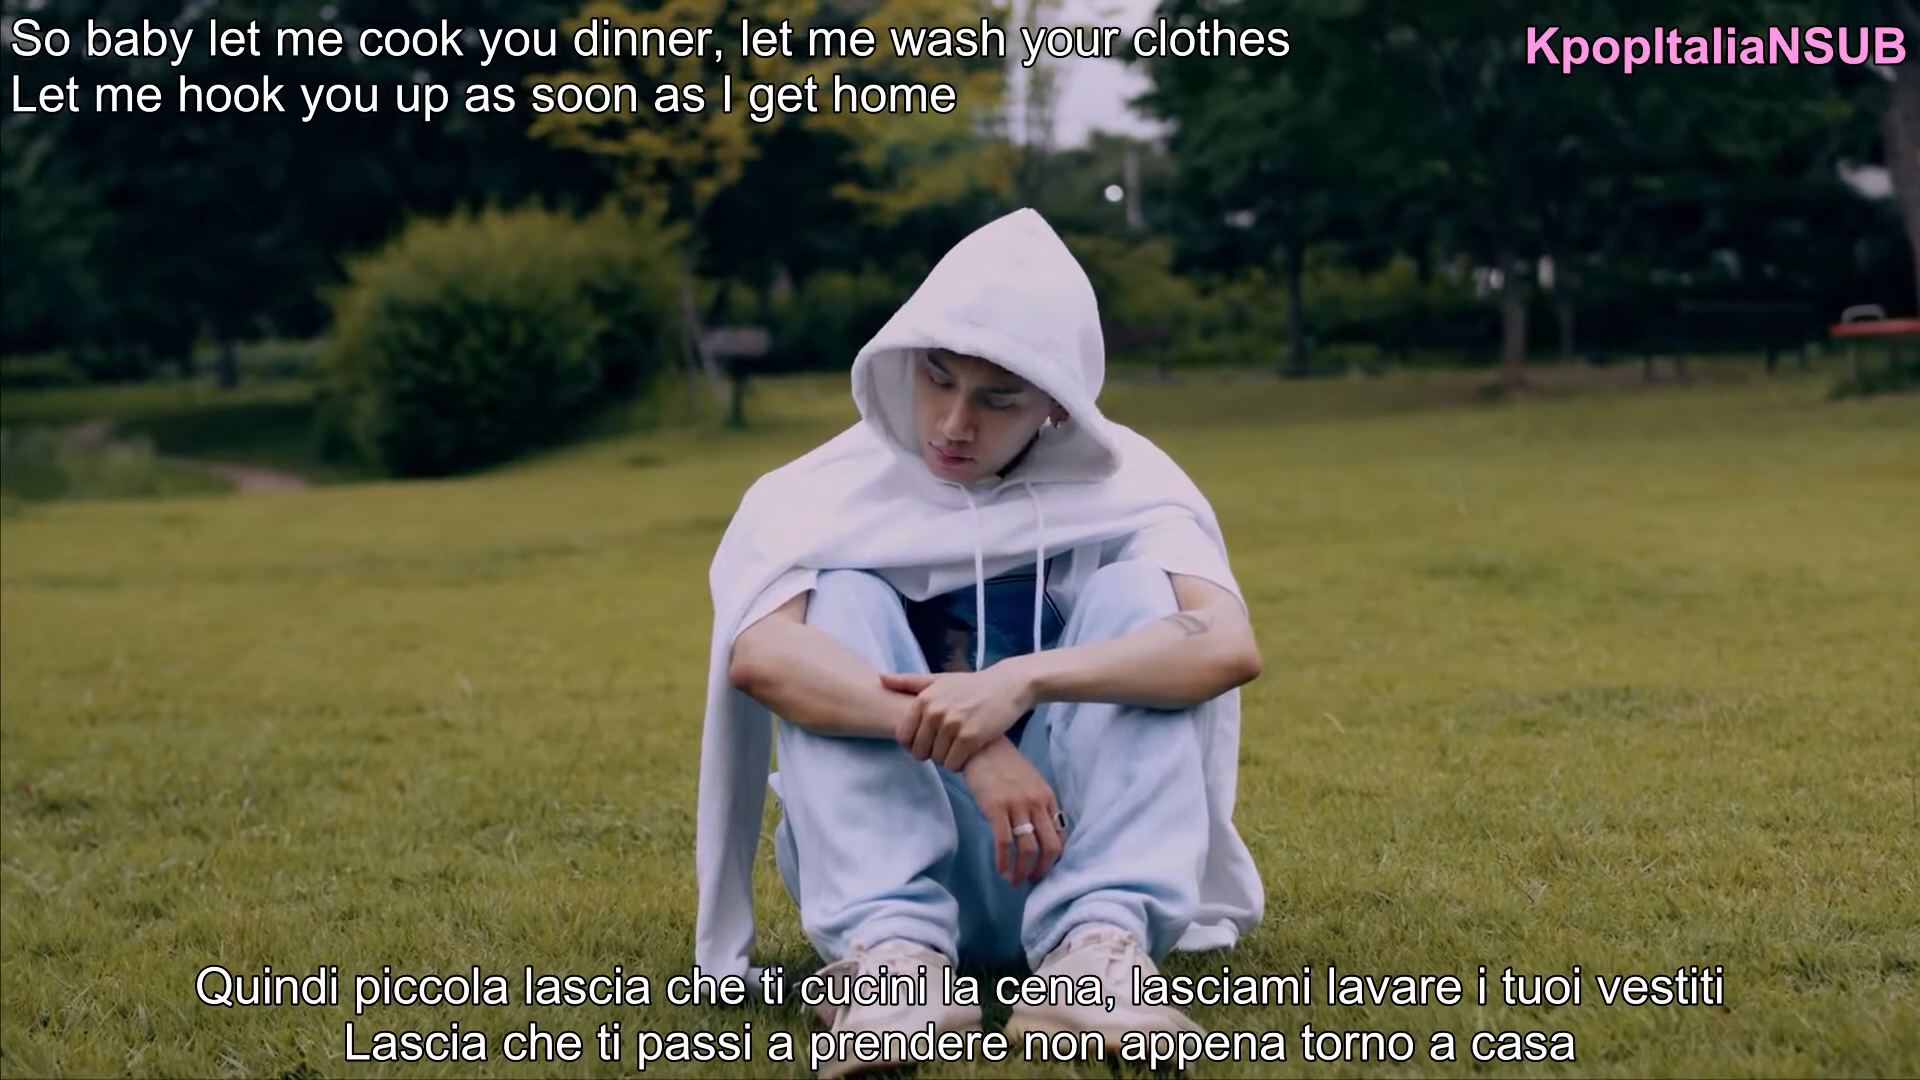 So baby let me cook you dinner, let me wash your clothes
Let me hook you up as soon as I get home
KpopItaliaNSUB
Quindi piccola lascia che ti cucini la cena, lasciami lavare i tuoi vestiti
Lascia che ti passi a prendere non appena torno a casa